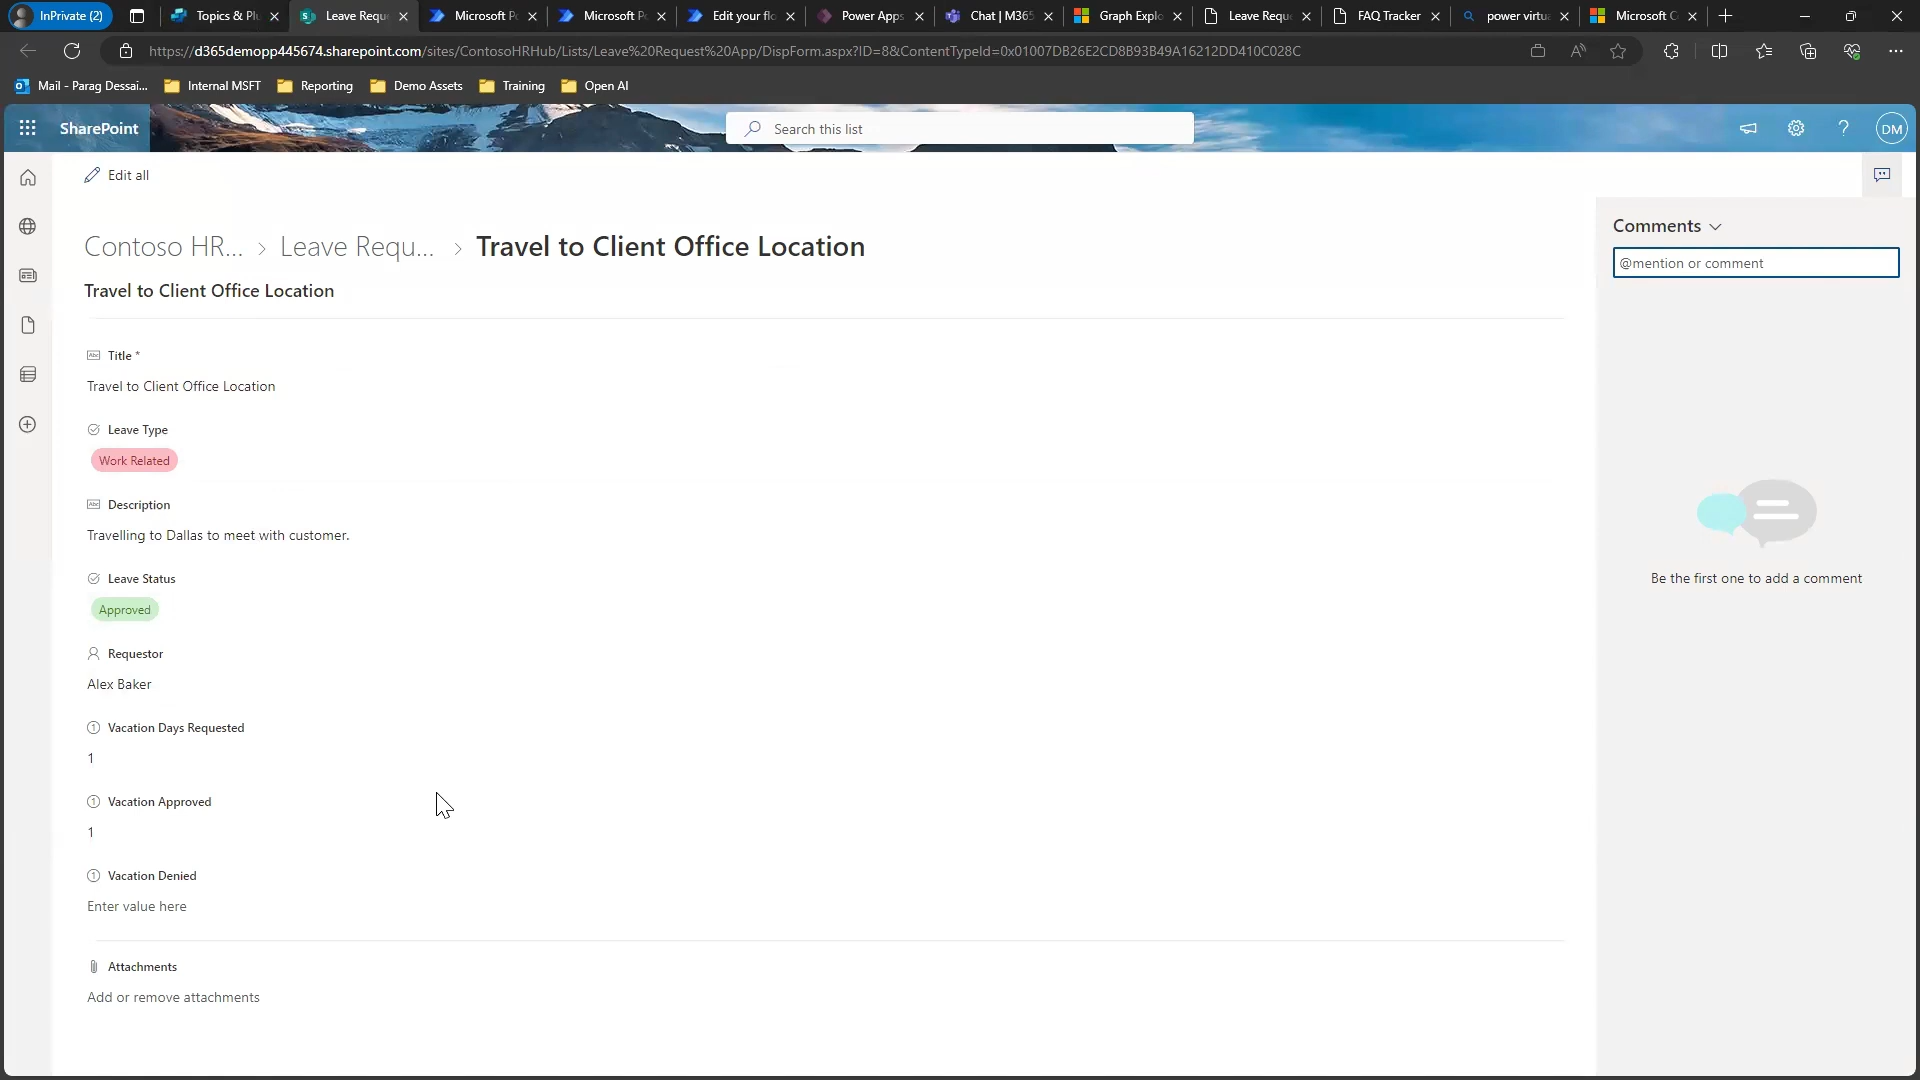 InPrivate (2)
Topics & Pl
Leave Requ
Microsoft P
Microsoft P
Edit your flo
Power Apps
Chat | M365
Graph Explo
Leave Requ
FAQ Tracker
power virtu
Microsoft C
https://d365demopp445674.sharepoint.com/sites/ContosoHRHub/Lists/Leave%20Request%20App/DispForm.aspx?ID=8&ContentTypeId=0x01007DB26E2CD8B93B49A16212DD410C028C
Mail - Parag Dessai...
Internal MSFT
Reporting
Demo Assets
Training
Open AI
SharePoint
Search this list
?
DM
Edit all
Contoso HR... > Leave Requ... > Travel to Client Office Location
Travel to Client Office Location
Title *
Travel to Client Office Location
Leave Type
Work Related
Description
Travelling to Dallas to meet with customer.
Leave Status
Approved
Requestor
Alex Baker
Vacation Days Requested
1
Vacation Approved
1
Vacation Denied
Enter value here
Attachments
Add or remove attachments
Comments
@mention or comment
Be the first one to add a comment